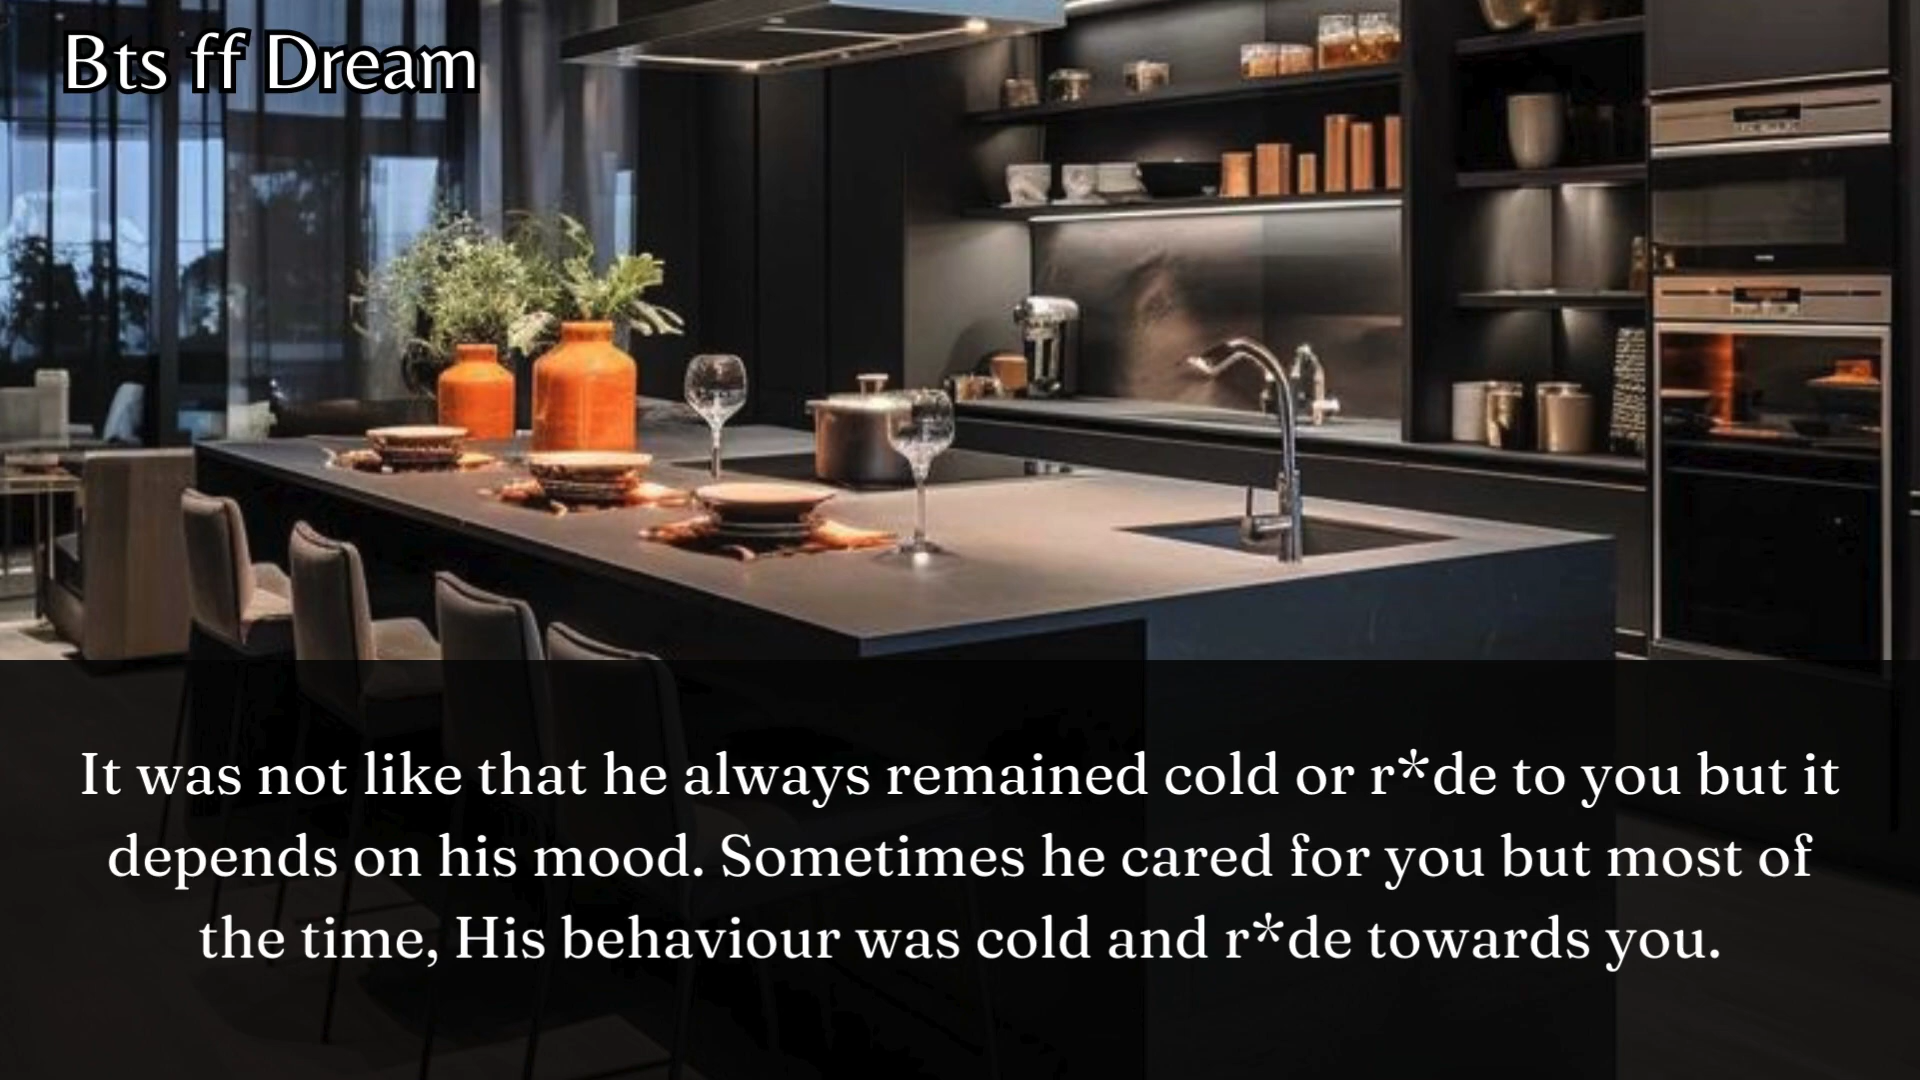 Bts ff Dream
It was not like that he always remained cold or r*de to you but it
depends on his mood. Sometimes he cared for you but most of
the time, His behaviour was cold and r*de towards you.